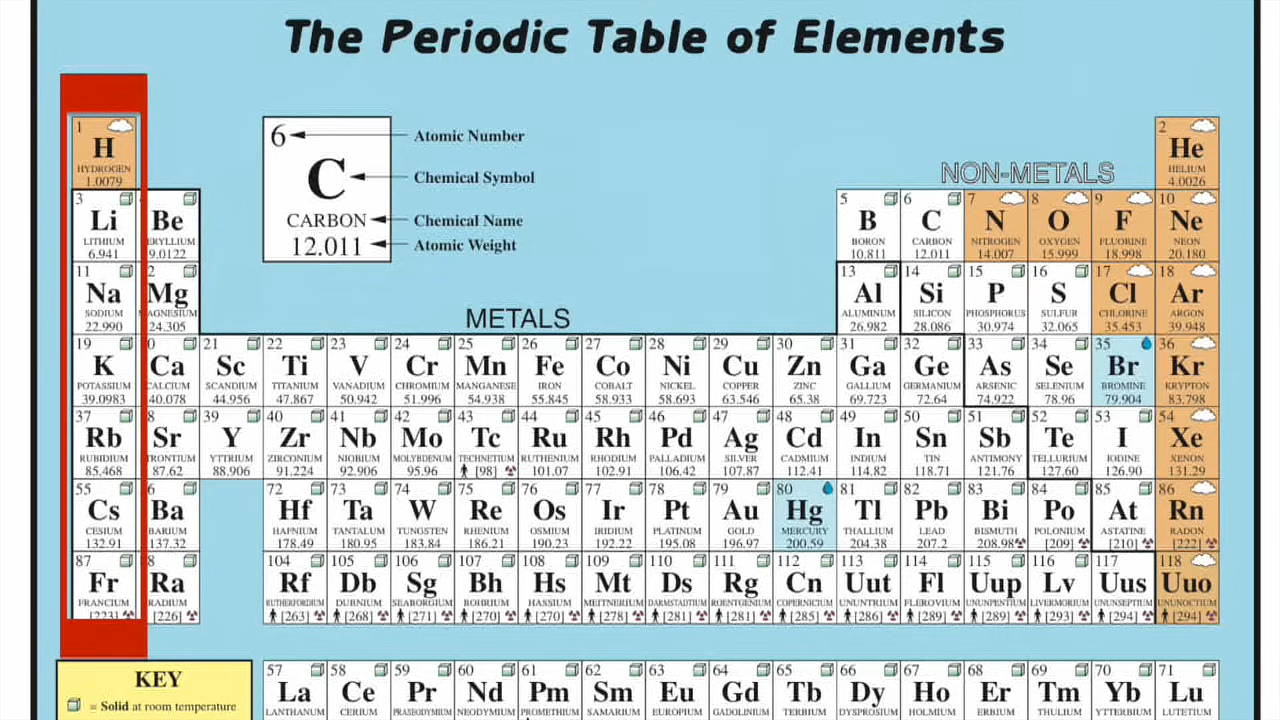 The Periodic Table of Elements
6 Atomic Number
C Chemical Symbol
CARBON Chemical Name
12.011 Atomic Weight
NON-METALS
METALS
1 2
H He
HYDROGEN HELIUM
1.0079 4.0026
3 5 6 7 8 9 10
Li Be B C N O F Ne
LITHIUM ERYLLIUM BORON CARBON NITROGEN OXYGEN FLUORINE NEON
6.941 9.0122 10.811 12.011 14.007 15.999 18.998 20.180
11 2 13 14 15 16 17 18
Na Mg Al Si P S Cl Ar
SODIUM AGNESIUM ALUMINUM SILICON PHOSPHORUS SULFUR CHLORINE ARGON
22.990 24.305 26.982 28.086 30.974 32.065 35.453 39.948
19 0 21 22 23 24 25 26 27 28 29 30 31 32 33 34 35 36
K Ca Sc Ti V Cr Mn Fe Co Ni Cu Zn Ga Ge As Se Br Kr
POTASSIUM CALCIUM SCANDIUM TITANIUM VANADIUM CHROMIUM MANGANESE IRON COBALT NICKEL COPPER ZINC GALLIUM GERMANIUM ARSENIC SELENIUM BROMINE KRYPTON
39.0983 40.078 44.956 47.867 50.942 51.996 54.938 55.845 58.933 58.693 63.546 65.38 69.723 72.64 74.922 78.96 79.904 83.798
37 8 39 40 41 42 43 44 45 46 47 48 49 50 51 52 53 54
Rb Sr Y Zr Nb Mo Tc Ru Rh Pd Ag Cd In Sn Sb Te I Xe
RUBIDIUM TRONTIUM YTTRIUM ZIRCONIUM NIOBIUM MOLYBDENUM TECHNETIUM RUTHENIUM RHODIUM PALLADIUM SILVER CADMIUM INDIUM TIN ANTIMONY TELLURIUM IODINE XENON
85.468 87.62 88.906 91.224 92.906 95.96 [98] 101.07 102.91 106.42 107.87 112.41 114.82 118.71 121.76 127.60 126.90 131.29
55 6 72 73 74 75 76 77 78 79 80 81 82 83 84 85 86
Cs Ba Hf Ta W Re Os Ir Pt Au Hg Tl Pb Bi Po At Rn
CESIUM BARIUM HAFNIUM TANTALUM TUNGSTEN RHENIUM OSMIUM IRIDIUM PLATINUM GOLD MERCURY THALLIUM LEAD BISMUTH POLONIUM ASTATINE RADON
132.91 137.32 178.49 180.95 183.84 186.21 190.23 192.22 195.08 196.97 200.59 204.38 207.2 208.98 [209] [210] [222]
87 8 104 105 106 107 108 109 110 111 112 113 114 115 116 117 118
Fr Ra Rf Db Sg Bh Hs Mt Ds Rg Cn Uut Fl Uup Lv Uus Uuo
FRANCIUM RADIUM RUTHERFORDIUM DUBNIUM SEABORGIUM BOHRIUM HASSIUM MEITNERIUM DARMSTADTIUM ROENTGENIUM COPERNICIUM UNUNTRIUM FLEROVIUM UNUNPENTIUM LIVERMORIUM UNUNSEPTIUM UNUNOCTIUM
[223] [226] [263] [268] [271] [270] [270] [278] [281] [281] [285] [286] [289] [289] [293] [294] [294]
KEY
= Solid at room temperature
57 58 59 60 61 62 63 64 65 66 67 68 69 70 71
La Ce Pr Nd Pm Sm Eu Gd Tb Dy Ho Er Tm Yb Lu
LANTHANUM CERIUM PRASEODYMIUM NEODYMIUM PROMETHIUM SAMARIUM EUROPIUM GADOLINIUM TERBIUM DYSPROSIUM HOLMIUM ERBIUM THULIUM YTTERBIUM LUTETIUM